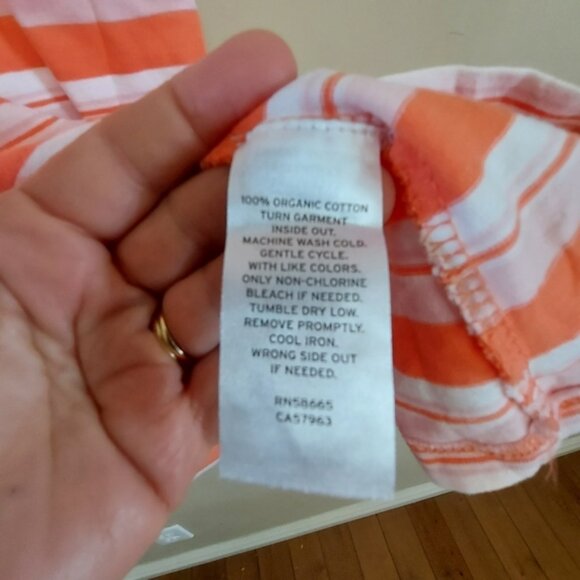 100% ORGANIC COTTON
TURN GARMENT
INSIDE OUT.
MACHINE WASH COLD.
GENTLE CYCLE.
WITH LIKE COLORS.
ONLY NON-CHLORINE
BLEACH IF NEEDED.
TUMBLE DRY LOW.
REMOVE PROMPTLY.
COOL IRON.
WRONG SIDE OUT
IF NEEDED.
RN58665
CA57963